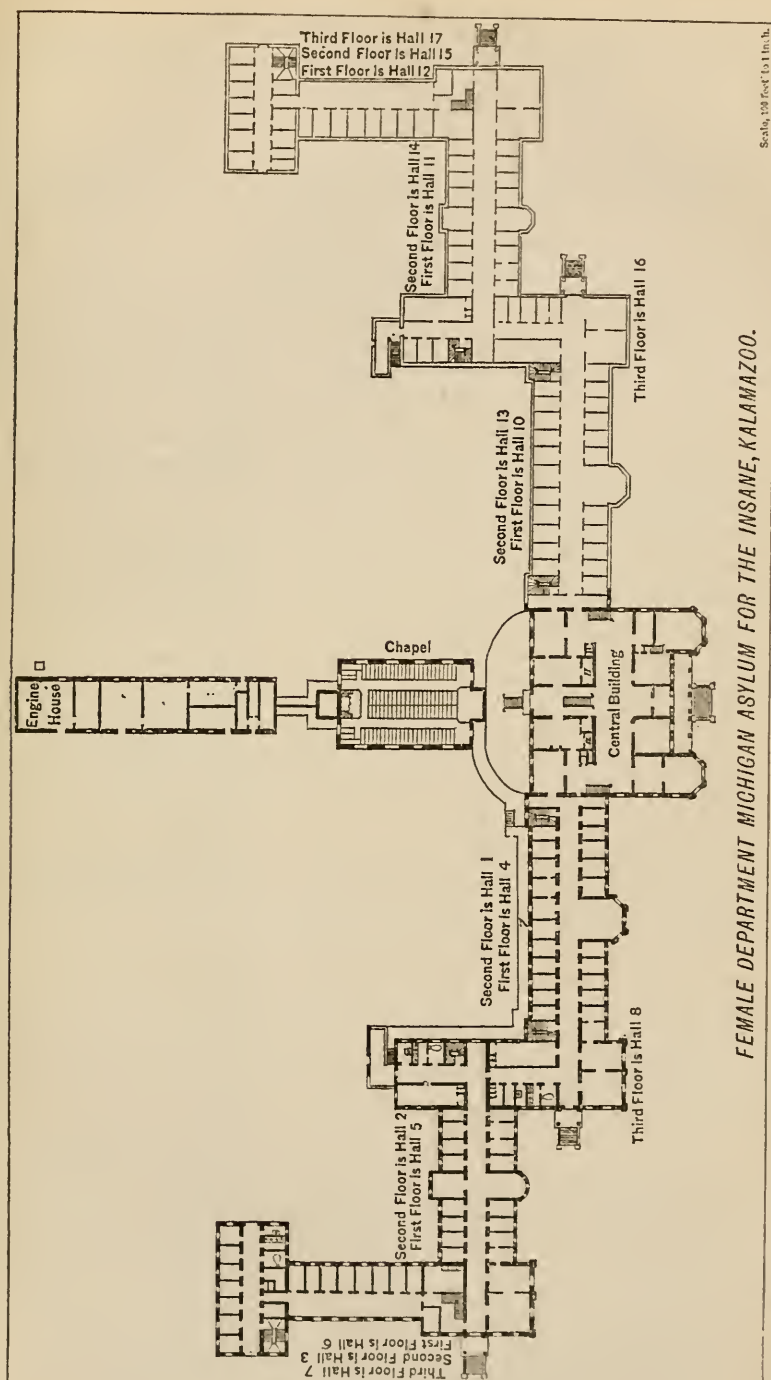 Third Floor is Hall 17
Second Floor is Hall 15
First Floor is Hall 12
Second Floor is Hall 14
First Floor is Hall 11
Third Floor is Hall 16
Second Floor is Hall 13
First Floor is Hall 10
Engine
House
Chapel
Central Building
Second Floor is Hall 1
First Floor is Hall 4
Third Floor is Hall 8
Second Floor is Hall 2
First Floor is Hall 5
Third Floor is Hall 7
Second Floor is Hall 3
First Floor is Hall 6
FEMALE DEPARTMENT MICHIGAN ASYLUM FOR THE INSANE, KALAMAZOO.
Scale, 100 feet to 1 inch.